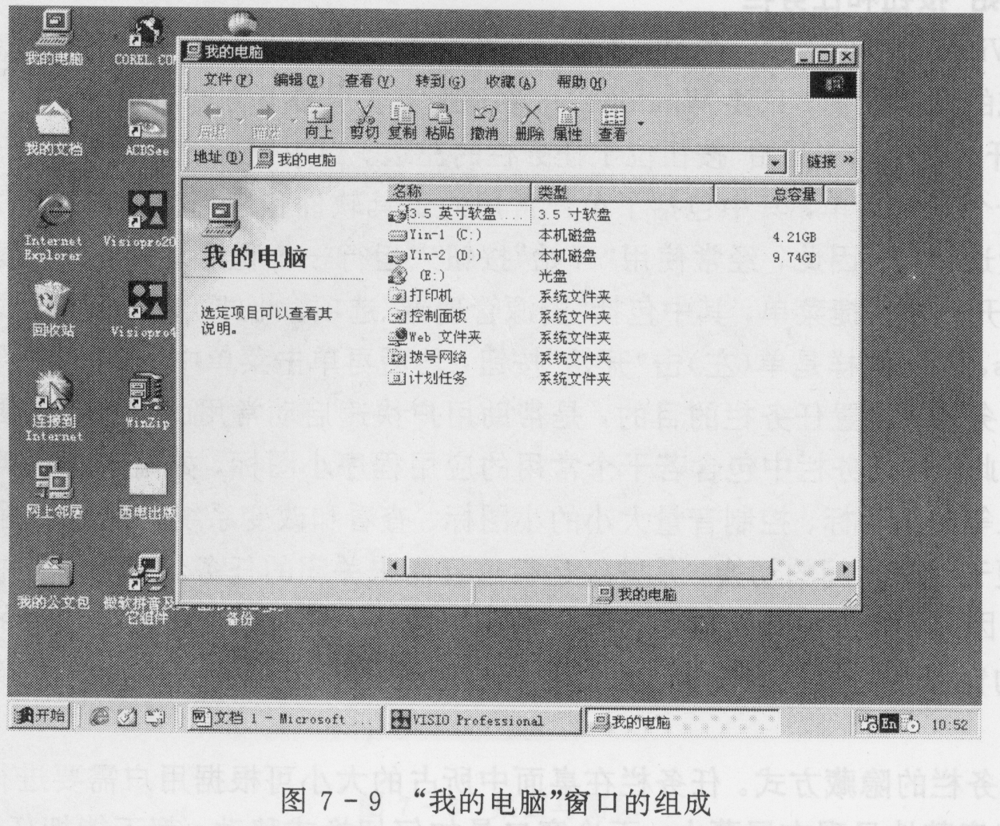 我的电脑
COREL.CO
我的文档
ACDSee
Internet
Explorer
Visiopro20
回收站
Visiopro4
连接到
Internet
WinZip
网上邻居
西电出版
我的公文包
微软拼音及
它组件
备份
我的电脑
文件(F) 编辑(E) 查看(V) 转到(G) 收藏(A) 帮助(H)
后退 前进 向上 剪切 复制 粘贴 撤消 删除 属性 查看
地址(D) 我的电脑 链接 »
名称 类型 总容量
3.5 英寸软盘 ... 3.5 寸软盘
Yin-1 (C:) 本机磁盘 4.21GB
Yin-2 (D:) 本机磁盘 9.74GB
(E:) 光盘
打印机 系统文件夹
控制面板 系统文件夹
Web 文件夹 系统文件夹
拨号网络 系统文件夹
计划任务 系统文件夹
我的电脑
选定项目可以查看其
说明。
我的电脑
开始 文档 1 - Microsoft ... VISIO Professional 我的电脑 En 10:52
图 7-9 “我的电脑”窗口的组成